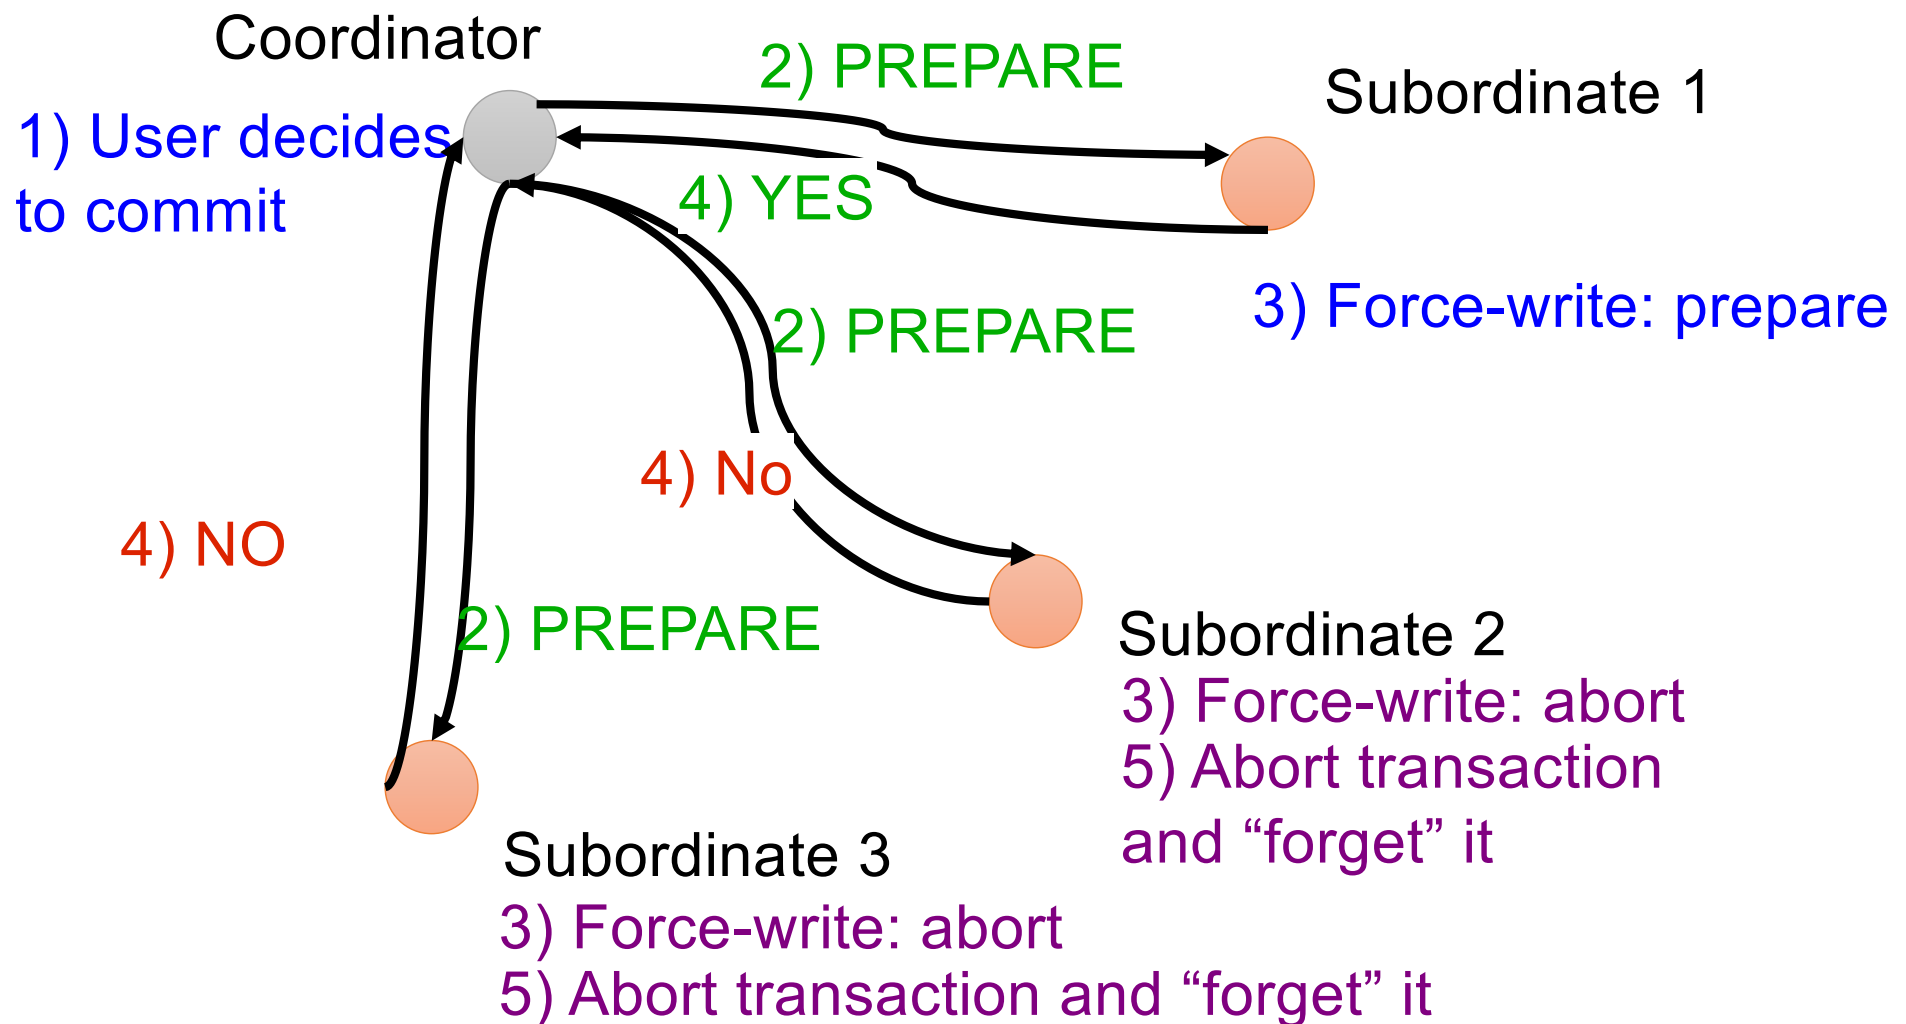 Coordinator
2) PREPARE
Subordinate 1
1) User decides
to commit
4) YES
3) Force-write: prepare
2) PREPARE
4) No
4) NO
2) PREPARE
Subordinate 2
3) Force-write: abort
5) Abort transaction
and “forget” it
Subordinate 3
3) Force-write: abort
5) Abort transaction and “forget” it